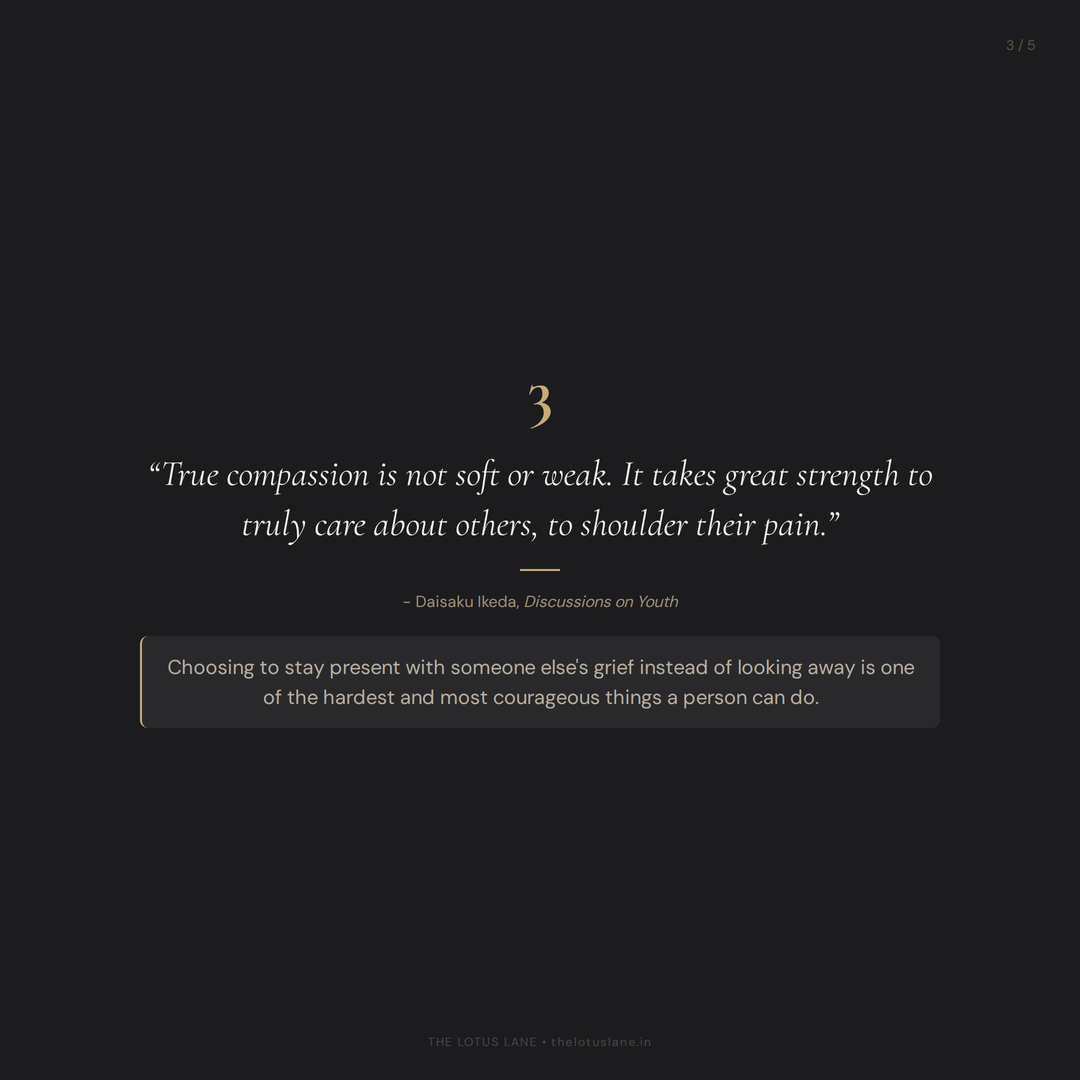 3 / 5
3
“True compassion is not soft or weak. It takes great strength to
truly care about others, to shoulder their pain.”
– Daisaku Ikeda, Discussions on Youth
Choosing to stay present with someone else's grief instead of looking away is one
of the hardest and most courageous things a person can do.
THE LOTUS LANE • thelotuslane.in